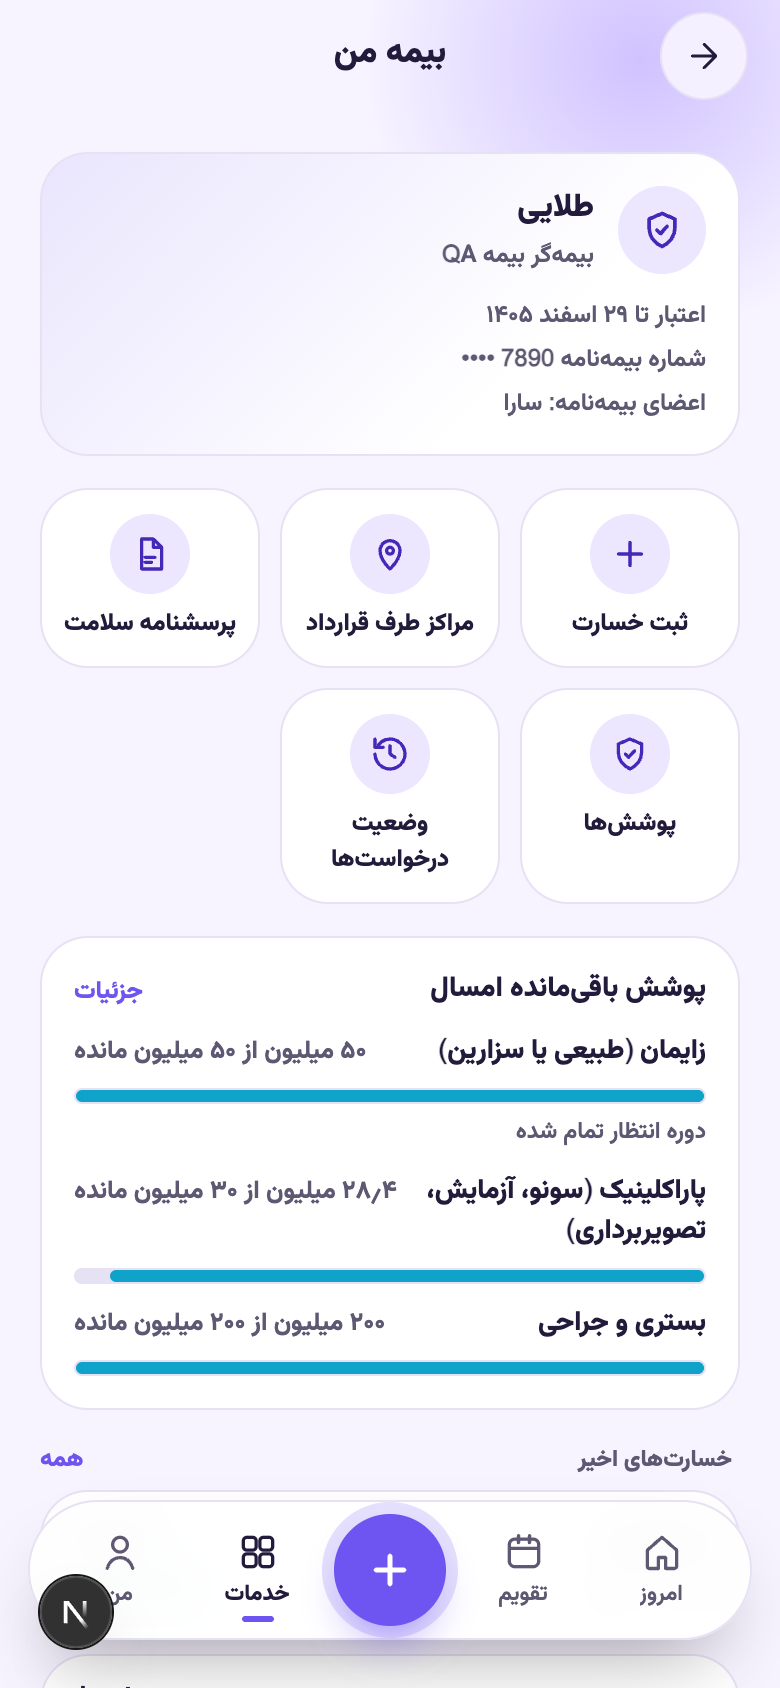 بیمه من
طلایی
بیمه‌گر بیمه QA
اعتبار تا ۲۹ اسفند ۱۴۰۵
شماره بیمه‌نامه 7890 ••••
اعضای بیمه‌نامه: سارا
ثبت خسارت
مراکز طرف قرارداد
پرسشنامه سلامت
پوشش‌ها
وضعیت
درخواست‌ها
پوشش باقی‌مانده امسال
جزئیات
زایمان (طبیعی یا سزارین)
۵۰ میلیون از ۵۰ میلیون مانده
دوره انتظار تمام شده
پاراکلینیک (سونو، آزمایش،
تصویربرداری)
۲۸٫۴ میلیون از ۳۰ میلیون مانده
بستری و جراحی
۲۰۰ میلیون از ۲۰۰ میلیون مانده
خسارت‌های اخیر
همه
امروز
تقویم
خدمات
من
N